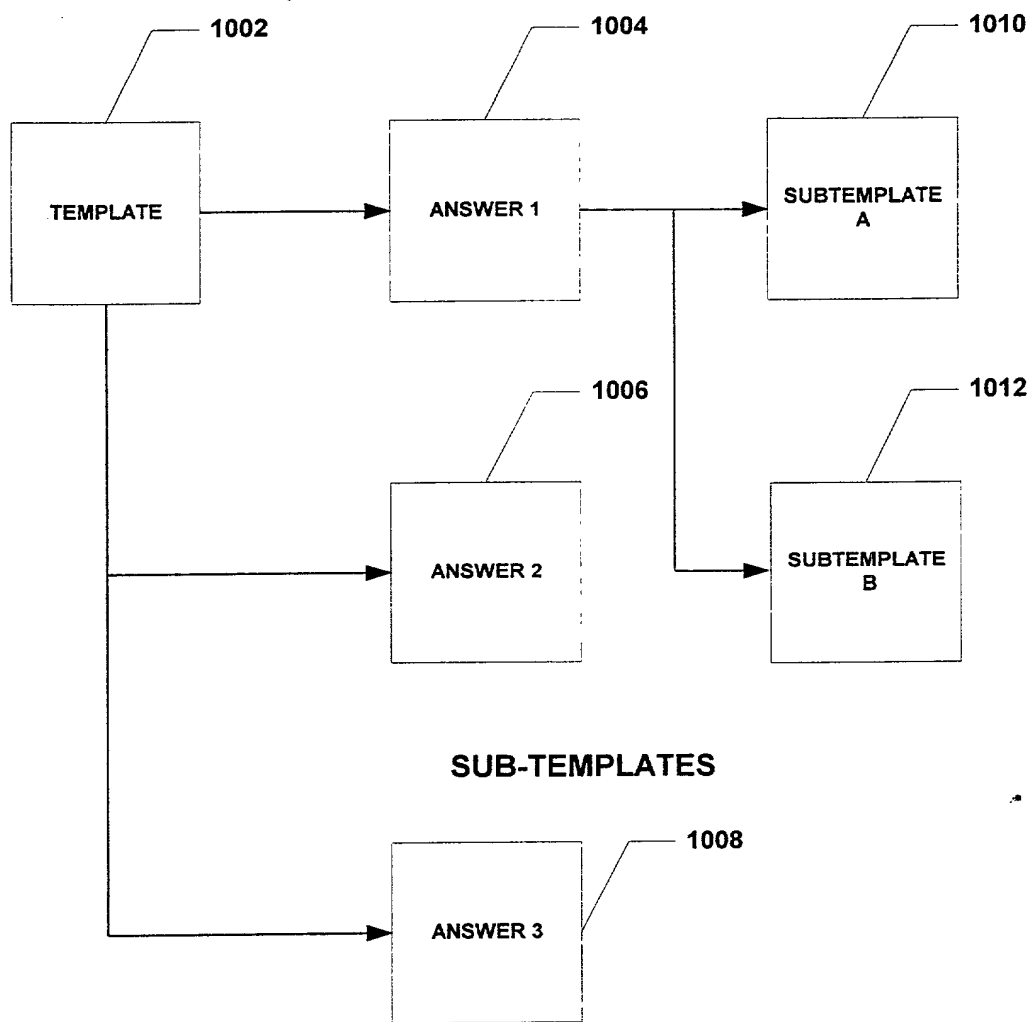 1002
1004
1010
TEMPLATE
ANSWER 1
SUBTEMPLATE
A
1006
1012
ANSWER 2
SUBTEMPLATE
B
SUB-TEMPLATES
1008
ANSWER 3